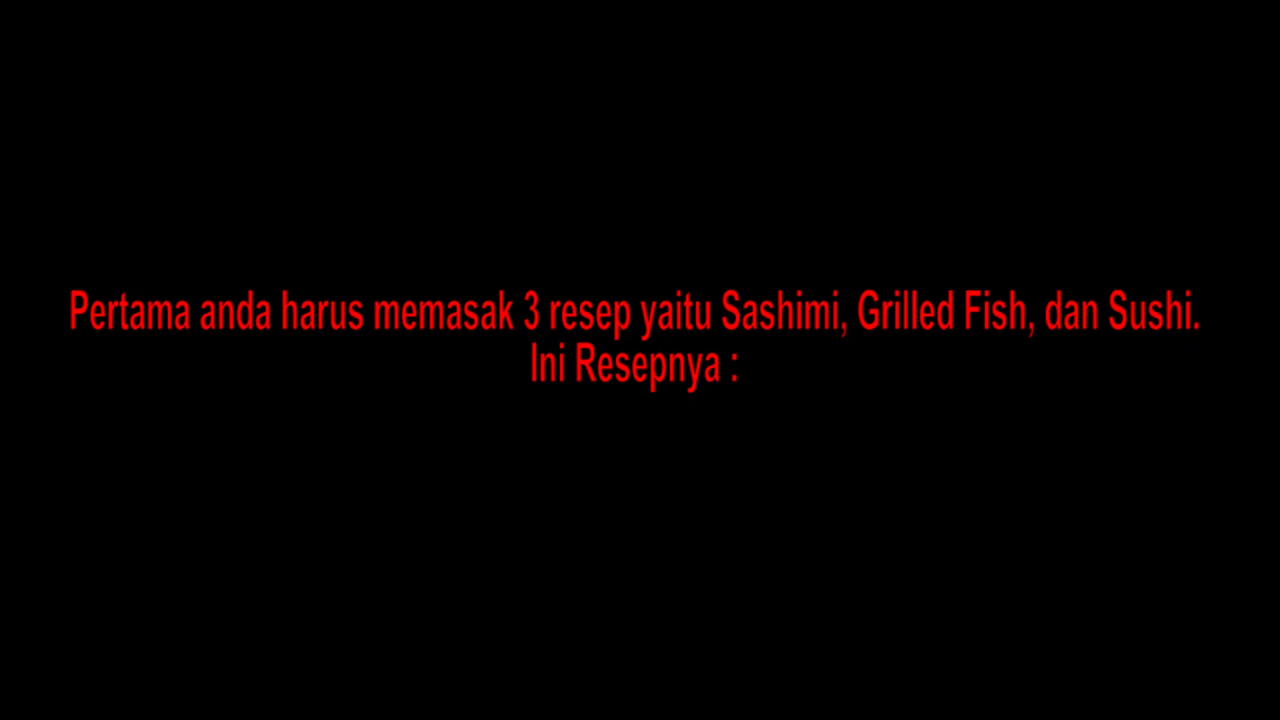 Pertama anda harus memasak 3 resep yaitu Sashimi, Grilled Fish, dan Sushi.
Ini Resepnya :